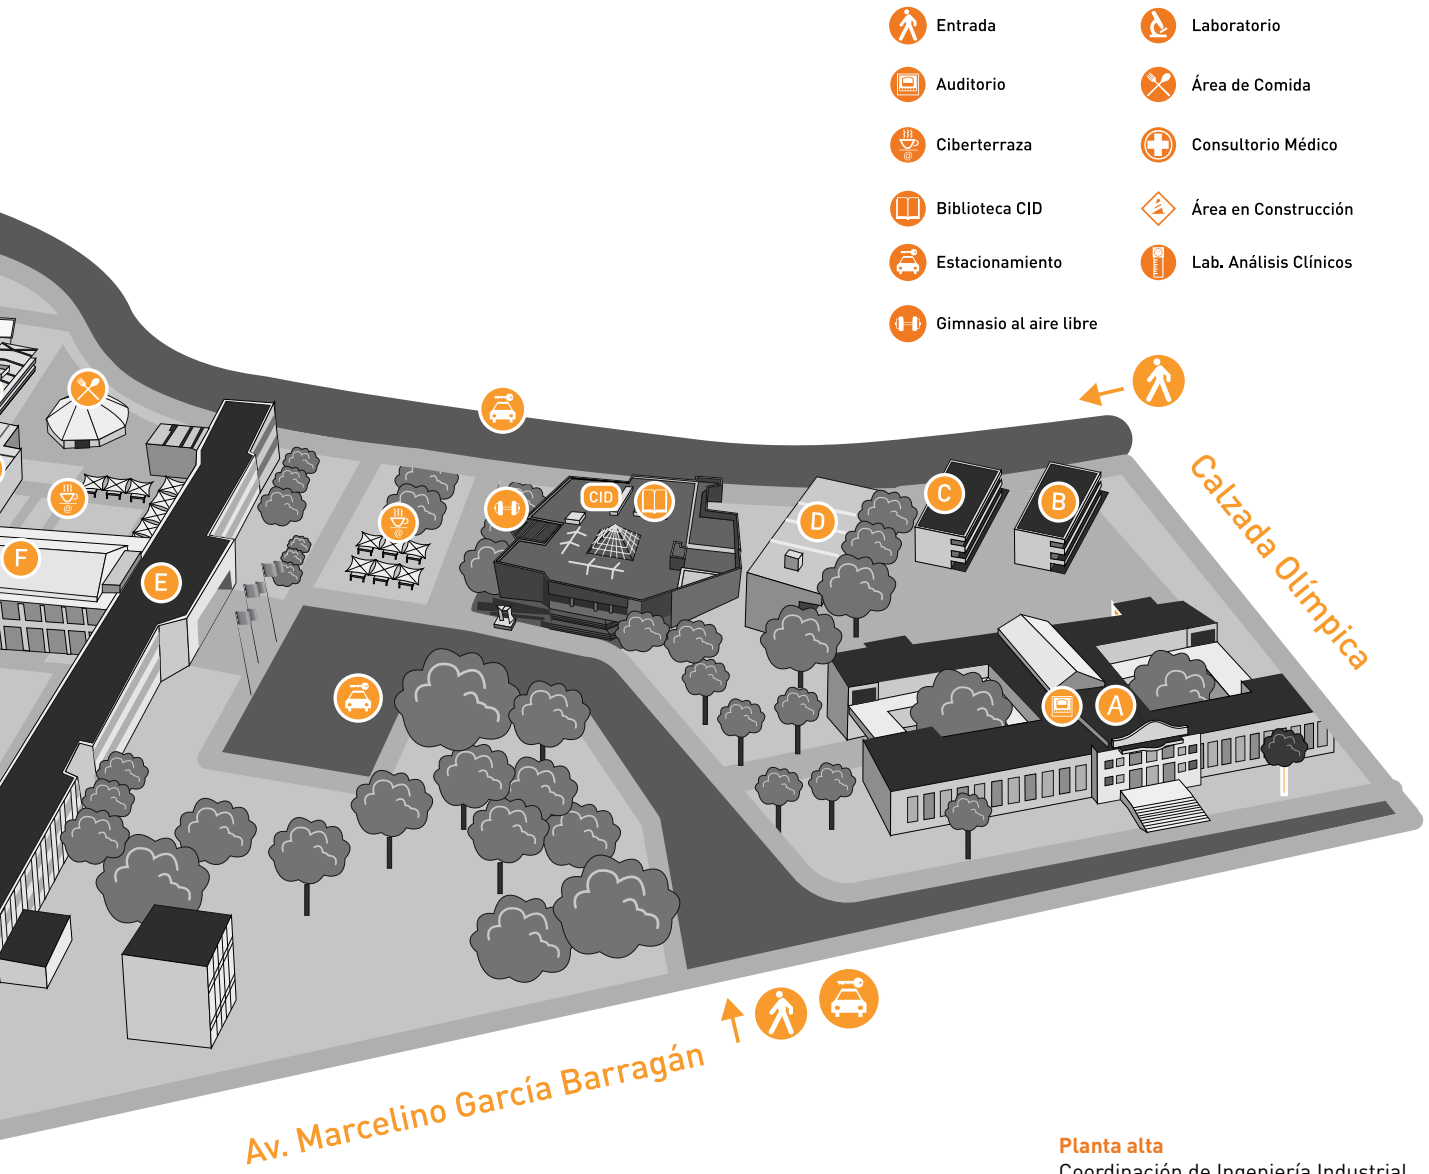 Entrada
Laboratorio
Auditorio
Área de Comida
Ciberterraza
Consultorio Médico
Biblioteca CID
Área en Construcción
Estacionamiento
Lab. Análisis Clínicos
Gimnasio al aire libre
CID
C
B
D
F
E
A
Calzada Olímpica
Av. Marcelino García Barragán
Planta alta
Coordinación de Ingeniería Industrial